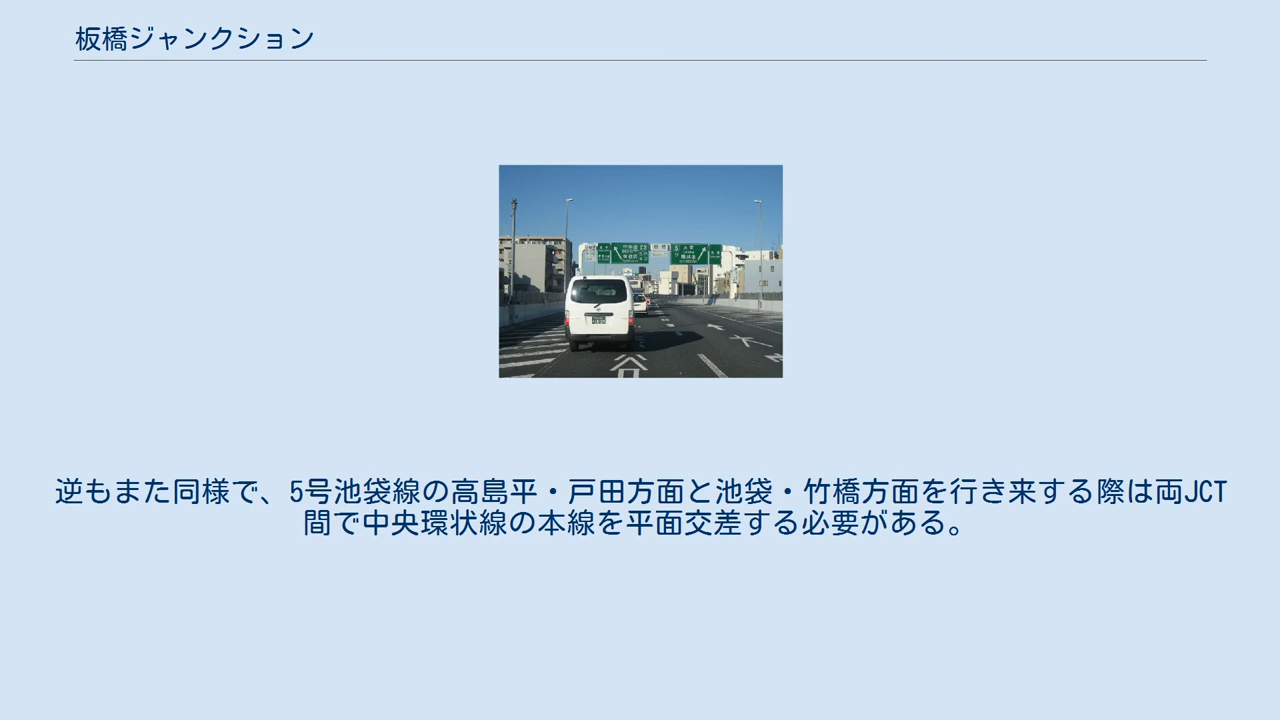 板橋ジャンクション
谷
大
逆もまた同様で、5号池袋線の高島平・戸田方面と池袋・竹橋方面を行き来する際は両JCT
間で中央環状線の本線を平面交差する必要がある。